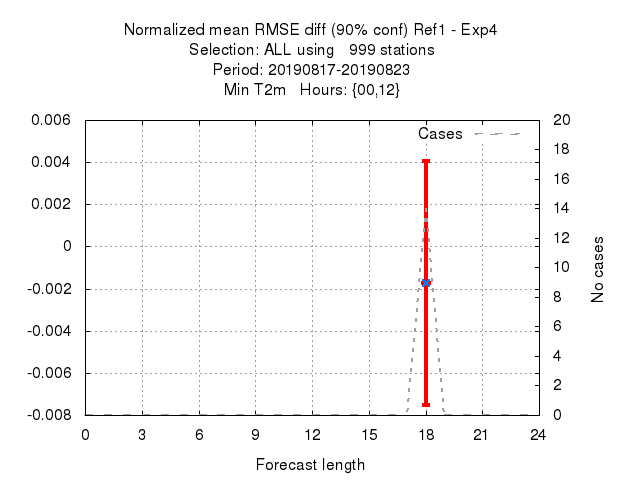 Normalized mean RMSE diff (90% conf) Ref1 - Exp4
Selection: ALL using   999 stations
Period: 20190817-20190823
Min T2m   Hours: {00,12}
Cases
0.006
0.004
0.002
0
-0.002
-0.004
-0.006
-0.008
20
18
16
14
12
10
8
6
4
2
0
No cases
0 3 6 9 12 15 18 21 24
Forecast length